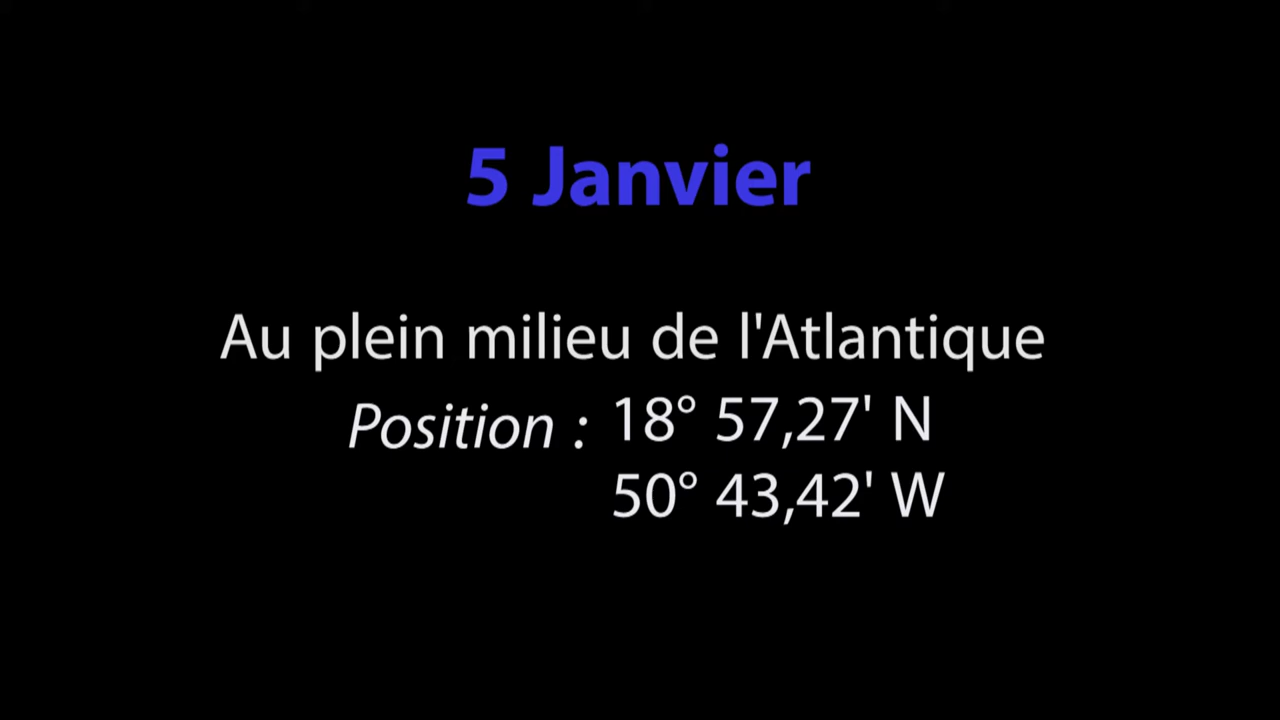 5 Janvier
Au plein milieu de l'Atlantique
Position : 18° 57,27' N
50° 43,42' W